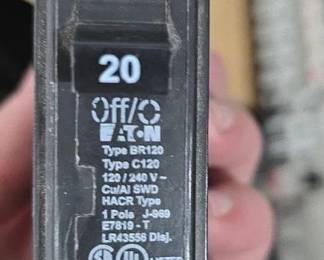 20
Off/O
EATON
Type BR120
Type C120
120 / 240 V ~
Cu/Al SWD
HACR Type
1 Pole J-969
E7819 - T
LR43556 Disj.
LISTED